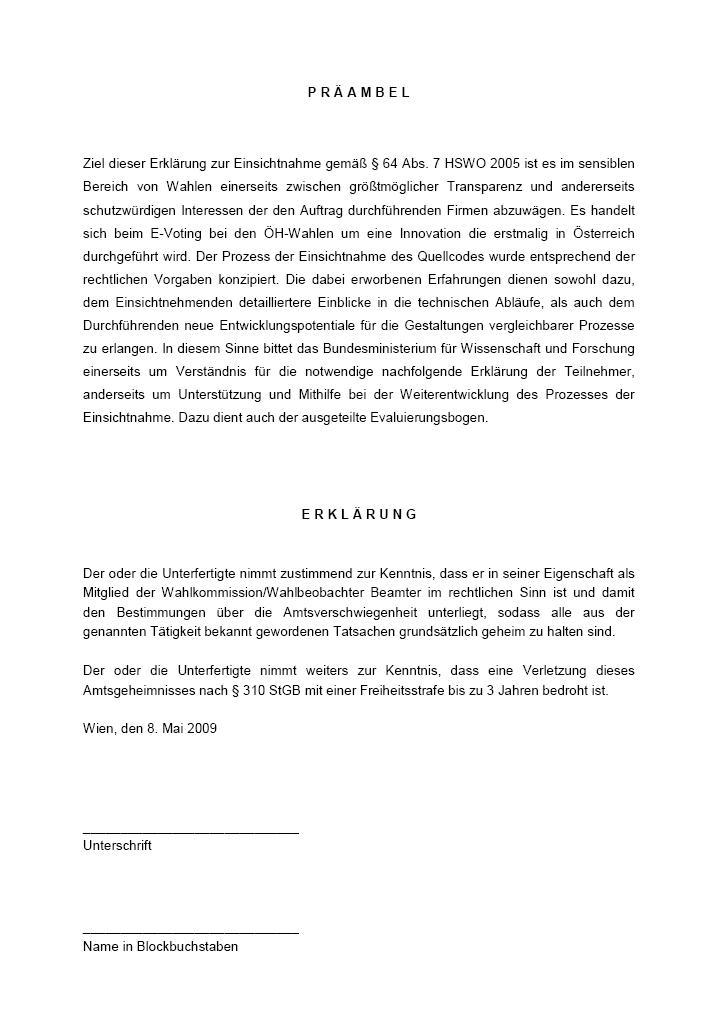 PRÄAMBEL
Ziel dieser Erklärung zur Einsichtnahme gemäß § 64 Abs. 7 HSWO 2005 ist es im sensiblen
Bereich von Wahlen einerseits zwischen größtmöglicher Transparenz und andererseits
schutzwürdigen Interessen der den Auftrag durchführenden Firmen abzuwägen. Es handelt
sich beim E-Voting bei den ÖH-Wahlen um eine Innovation die erstmalig in Österreich
durchgeführt wird. Der Prozess der Einsichtnahme des Quellcodes wurde entsprechend der
rechtlichen Vorgaben konzipiert. Die dabei erworbenen Erfahrungen dienen sowohl dazu,
dem Einsichtnehmenden detailliertere Einblicke in die technischen Abläufe, als auch dem
Durchführenden neue Entwicklungspotentiale für die Gestaltungen vergleichbarer Prozesse
zu erlangen. In diesem Sinne bittet das Bundesministerium für Wissenschaft und Forschung
einerseits um Verständnis für die notwendige nachfolgende Erklärung der Teilnehmer,
anderseits um Unterstützung und Mithilfe bei der Weiterentwicklung des Prozesses der
Einsichtnahme. Dazu dient auch der ausgeteilte Evaluierungsbogen.
ERKLÄRUNG
Der oder die Unterfertigte nimmt zustimmend zur Kenntnis, dass er in seiner Eigenschaft als
Mitglied der Wahlkommission/Wahlbeobachter Beamter im rechtlichen Sinn ist und damit
den Bestimmungen über die Amtsverschwiegenheit unterliegt, sodass alle aus der
genannten Tätigkeit bekannt gewordenen Tatsachen grundsätzlich geheim zu halten sind.
Der oder die Unterfertigte nimmt weiters zur Kenntnis, dass eine Verletzung dieses
Amtsgeheimnisses nach § 310 StGB mit einer Freiheitsstrafe bis zu 3 Jahren bedroht ist.
Wien, den 8. Mai 2009
Unterschrift
Name in Blockbuchstaben